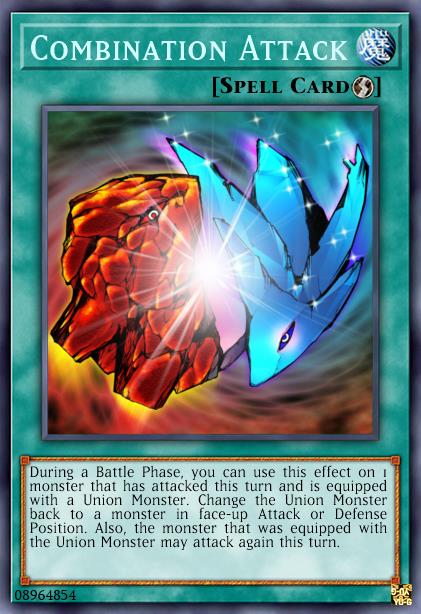 COMBINATION ATTACK
[SPELL CARD]
During a Battle Phase, you can use this effect on 1
monster that has attacked this turn and is equipped
with a Union Monster. Change the Union Monster
back to a monster in face-up Attack or Defense
Position. Also, the monster that was equipped with
the Union Monster may attack again this turn.
08964854